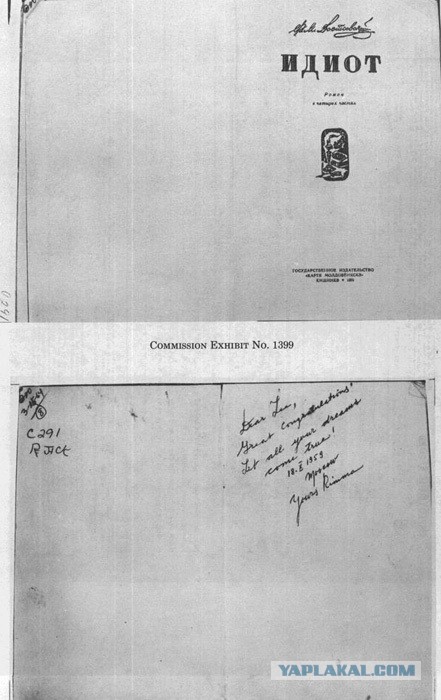 Ф.М. Достоевский
ИДИОТ
Роман
в четырех частях
ГОСУДАРСТВЕННОЕ ИЗДАТЕЛЬСТВО
«КАРТЯ МОЛДОВЕНЯСКЭ»
КИШИНЕВ •
COMMISSION EXHIBIT NO. 1399
C291
Dear Lee,
Great congratulations!
Let all your dreams
come true!
18.X 1959
Moscow
Yours Rimma
YAPLAKAL.COM